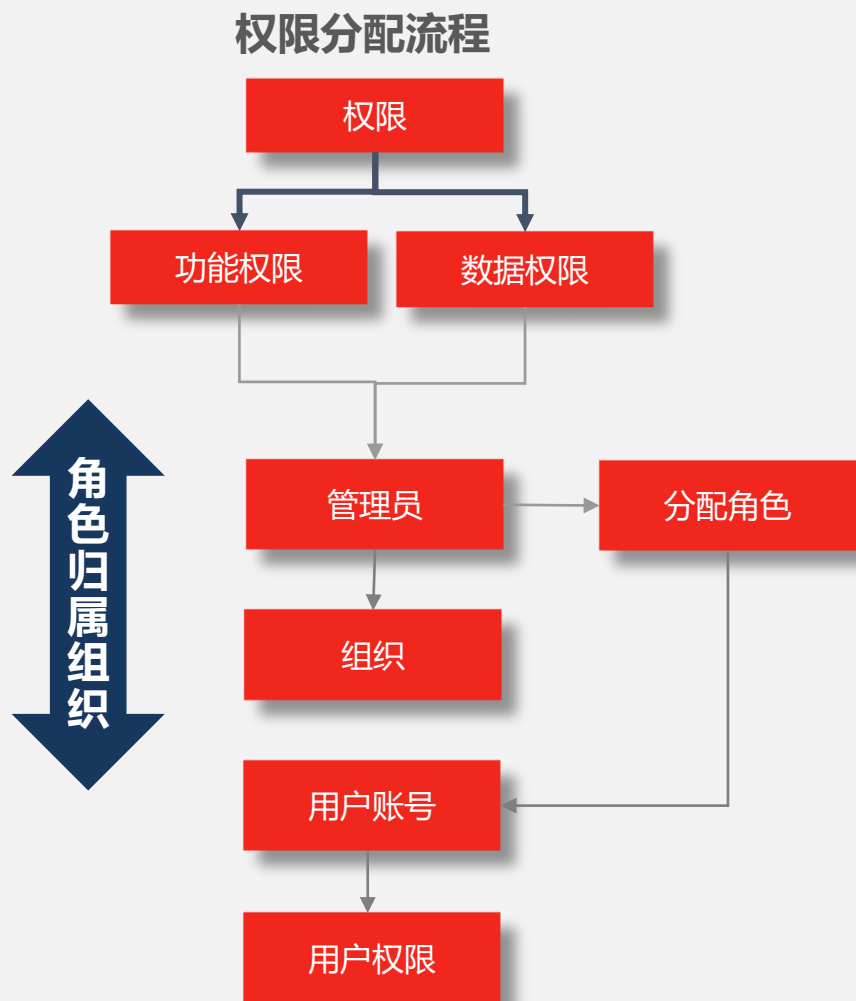 权限分配流程
权限
功能权限
数据权限
角色归属组织
管理员
分配角色
组织
用户账号
用户权限